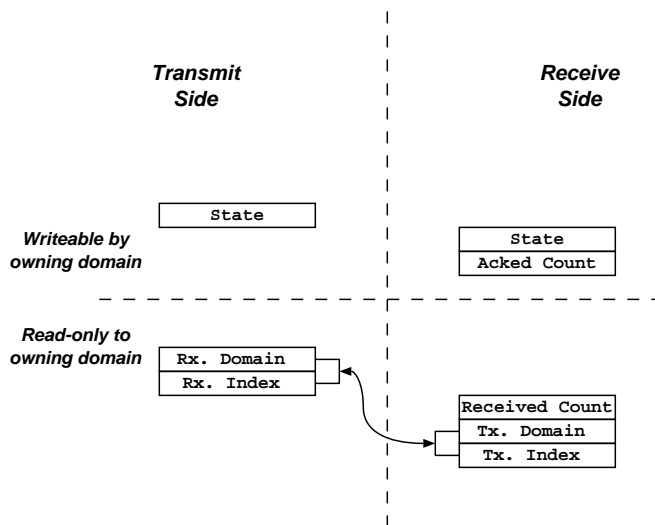 Transmit
Side
Receive
Side
State
Writeable by
owning domain
State
Acked Count
Read-only to
owning domain
Rx. Domain
Rx. Index
Received Count
Tx. Domain
Tx. Index